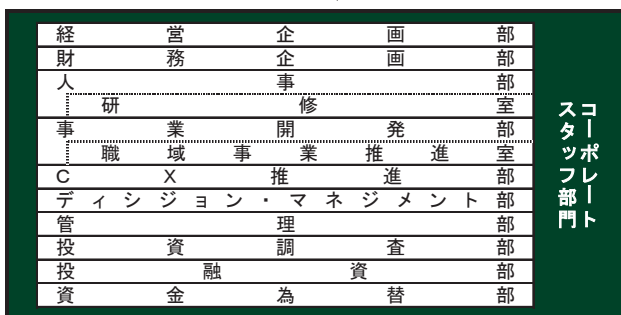 経営企画部
財務企画部
人事部
研修室
事業開発部
職域事業推進室
CX推進部
ディシジョン・マネジメント部
管理部
投資調査部
投融資部
資金為替部
コーポレート
スタッフ部門